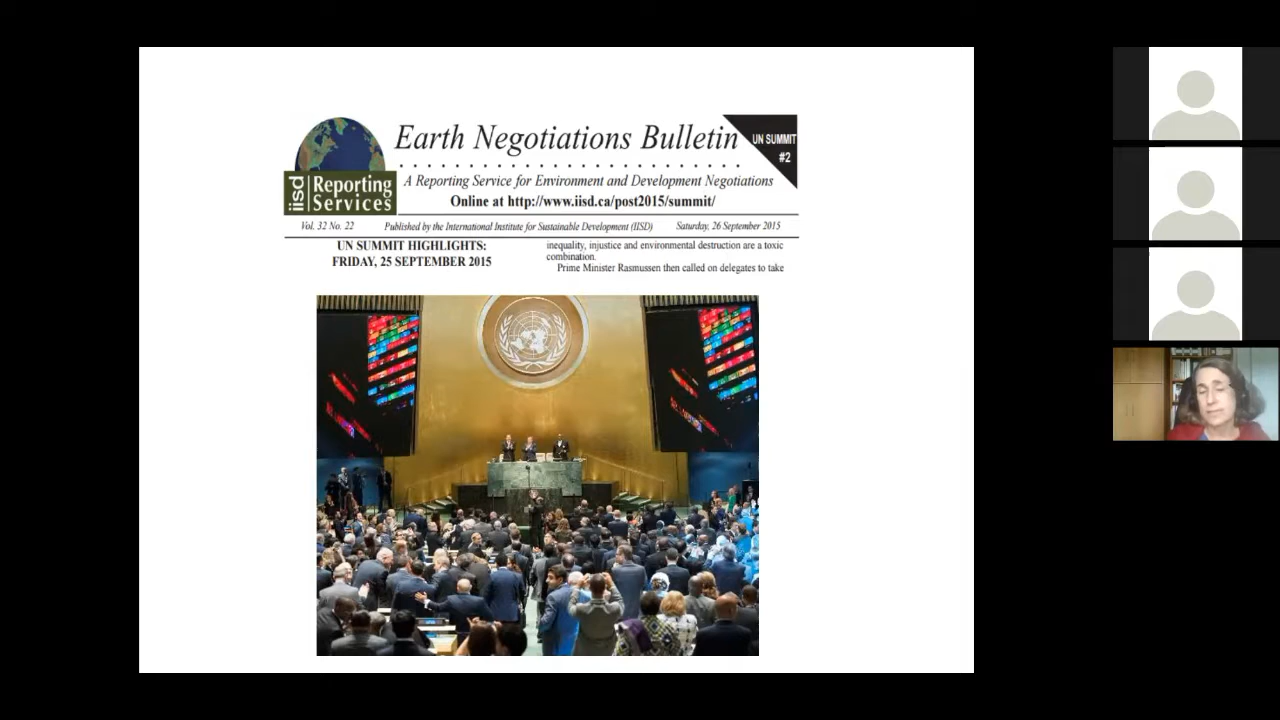 Earth Negotiations Bulletin
UN SUMMIT
#2
A Reporting Service for Environment and Development Negotiations
iisd
Reporting
Services
Online at http://www.iisd.ca/post2015/summit/
Vol. 32 No. 22
Published by the International Institute for Sustainable Development (IISD)
Saturday, 26 September 2015
UN SUMMIT HIGHLIGHTS:
FRIDAY, 25 SEPTEMBER 2015
inequality, injustice and environmental destruction are a toxic
combination.
Prime Minister Rasmussen then called on delegates to take